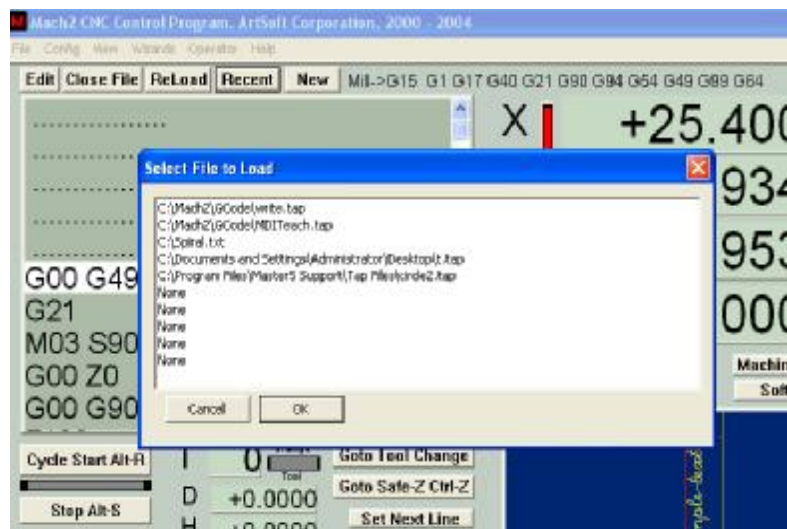 Mach2 CNC Control Program. ArtSoft Corporation, 2000 - 2004
File Config View Wizards Operator Help
Edit Close File ReLoad Recent New Mill->G15 G1 G17 G40 G21 G90 G94 G54 G49 G99 G64
X +25.400
Select File to Load
C:\Mach2\GCode\write.tap
C:\Mach2\GCode\MDITeach.tap
C:\Spiral.txt
C:\Documents and Settings\Administrator\Desktop\t.tap
C:\Program Files\Master5 Support\Tap Files\circle2.tap
None
None
None
None
None
Cancel OK
934
953
000
G00 G49
G21
M03 S90
G00 Z0
G00 G90
Machin
Soft
Cycle Start Alt-R
T 0
Tool
Goto Tool Change
Stop Alt-S
D +0.0000
Goto Safe-Z Ctrl-Z
H +0.0000
Set Next Line